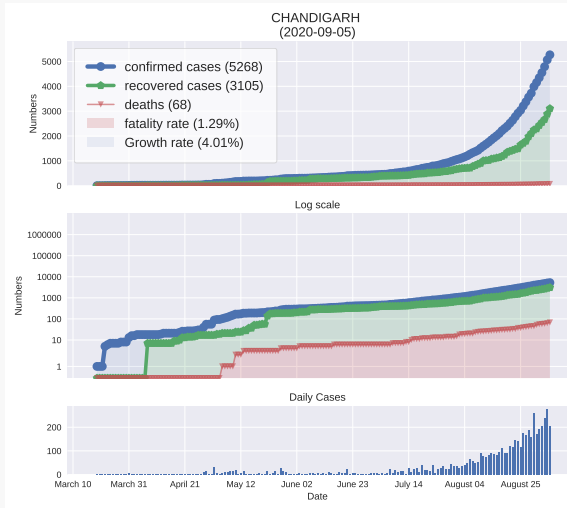 CHANDIGARH
(2020-09-05)
confirmed cases (5268)
recovered cases (3105)
deaths (68)
fatality rate (1.29%)
Growth rate (4.01%)
Numbers
5000
4000
3000
2000
1000
0
Log scale
Numbers
1000000
100000
10000
1000
100
10
1
Daily Cases
200
100
0
March 10 March 31 April 21 May 12 June 02 June 23 July 14 August 04 August 25
Date